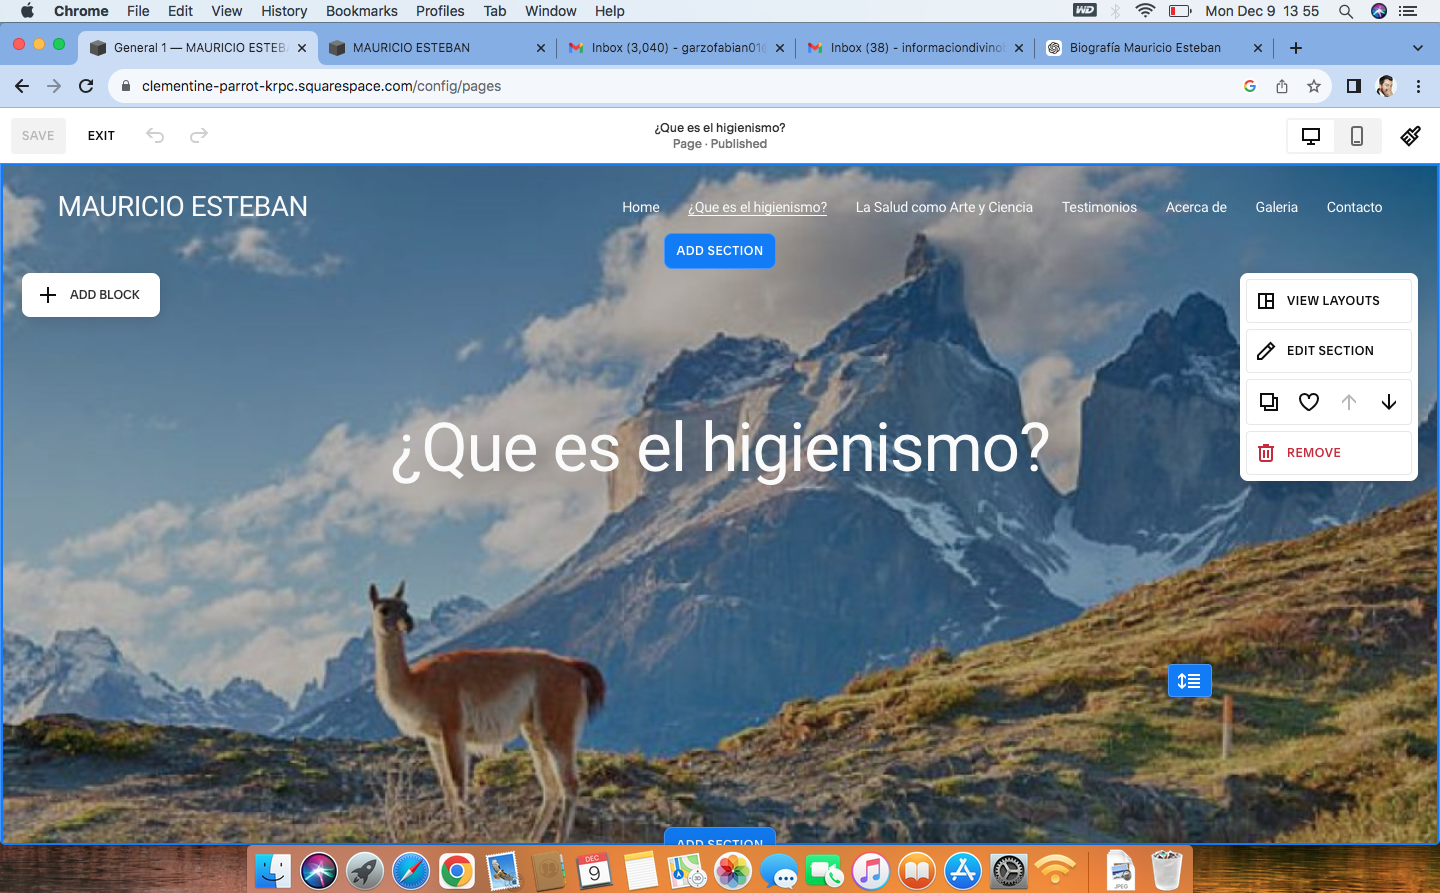 Chrome File Edit View History Bookmarks Profiles Tab Window Help
WD Mon Dec 9 13 55
General 1 — MAURICIO ESTEB
MAURICIO ESTEBAN
Inbox (3,040) - garzofabian01
Inbox (38) - informaciondivino
Biografía Mauricio Esteban
clementine-parrot-krpc.squarespace.com/config/pages
SAVE EXIT
¿Que es el higienismo?
Page · Published
MAURICIO ESTEBAN
Home ¿Que es el higienismo? La Salud como Arte y Ciencia Testimonios Acerca de Galeria Contacto
ADD SECTION
ADD BLOCK
VIEW LAYOUTS
EDIT SECTION
REMOVE
¿Que es el higienismo?
ADD SECTION
DEC
9
JPEG